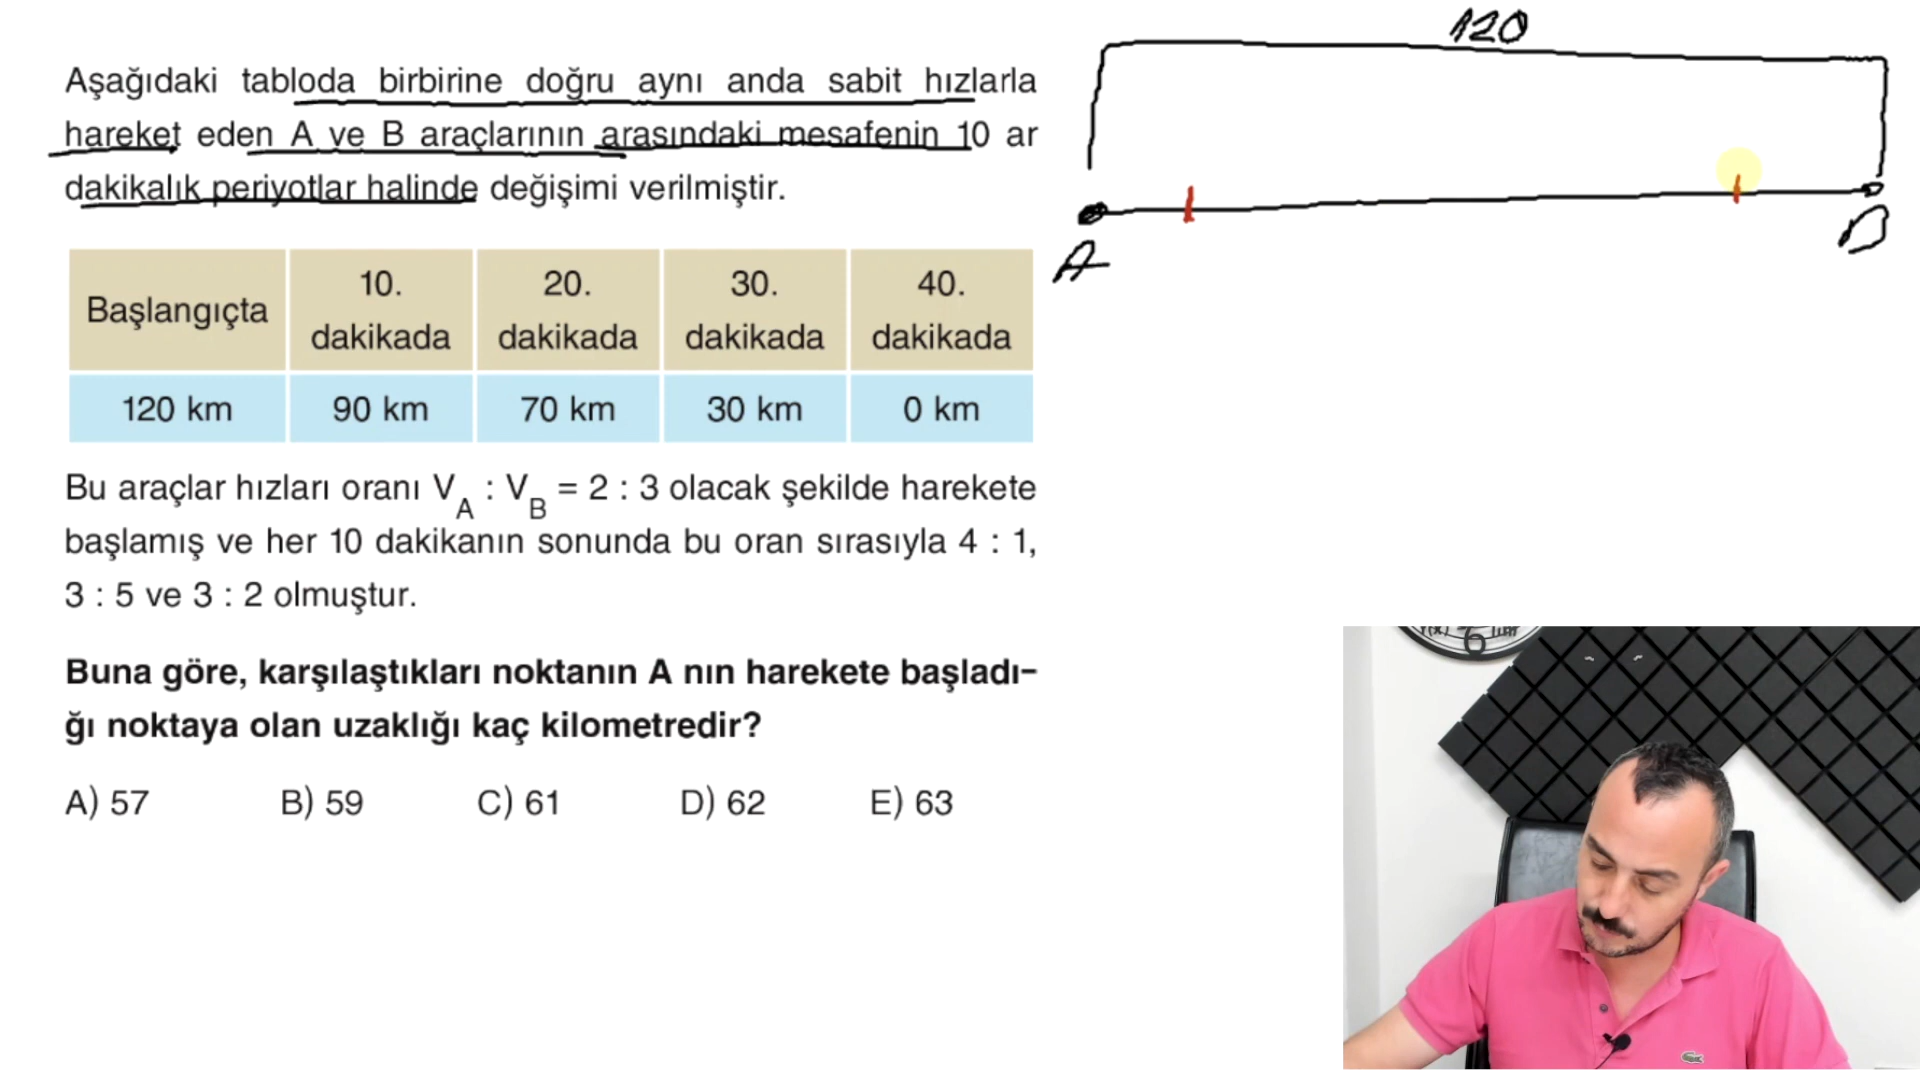 120
Aşağıdaki tabloda birbirine doğru aynı anda sabit hızlarla
hareket eden A ve B araçlarının arasındaki mesafenin 10 ar
dakikalık periyotlar halinde değişimi verilmiştir.
A
B
Başlangıçta 10. dakikada 20. dakikada 30. dakikada 40. dakikada
120 km 90 km 70 km 30 km 0 km
Bu araçlar hızları oranı V_A : V_B = 2 : 3 olacak şekilde harekete
başlamış ve her 10 dakikanın sonunda bu oran sırasıyla 4 : 1,
3 : 5 ve 3 : 2 olmuştur.
Buna göre, karşılaştıkları noktanın A nın harekete başladı-
ğı noktaya olan uzaklığı kaç kilometredir?
A) 57 B) 59 C) 61 D) 62 E) 63